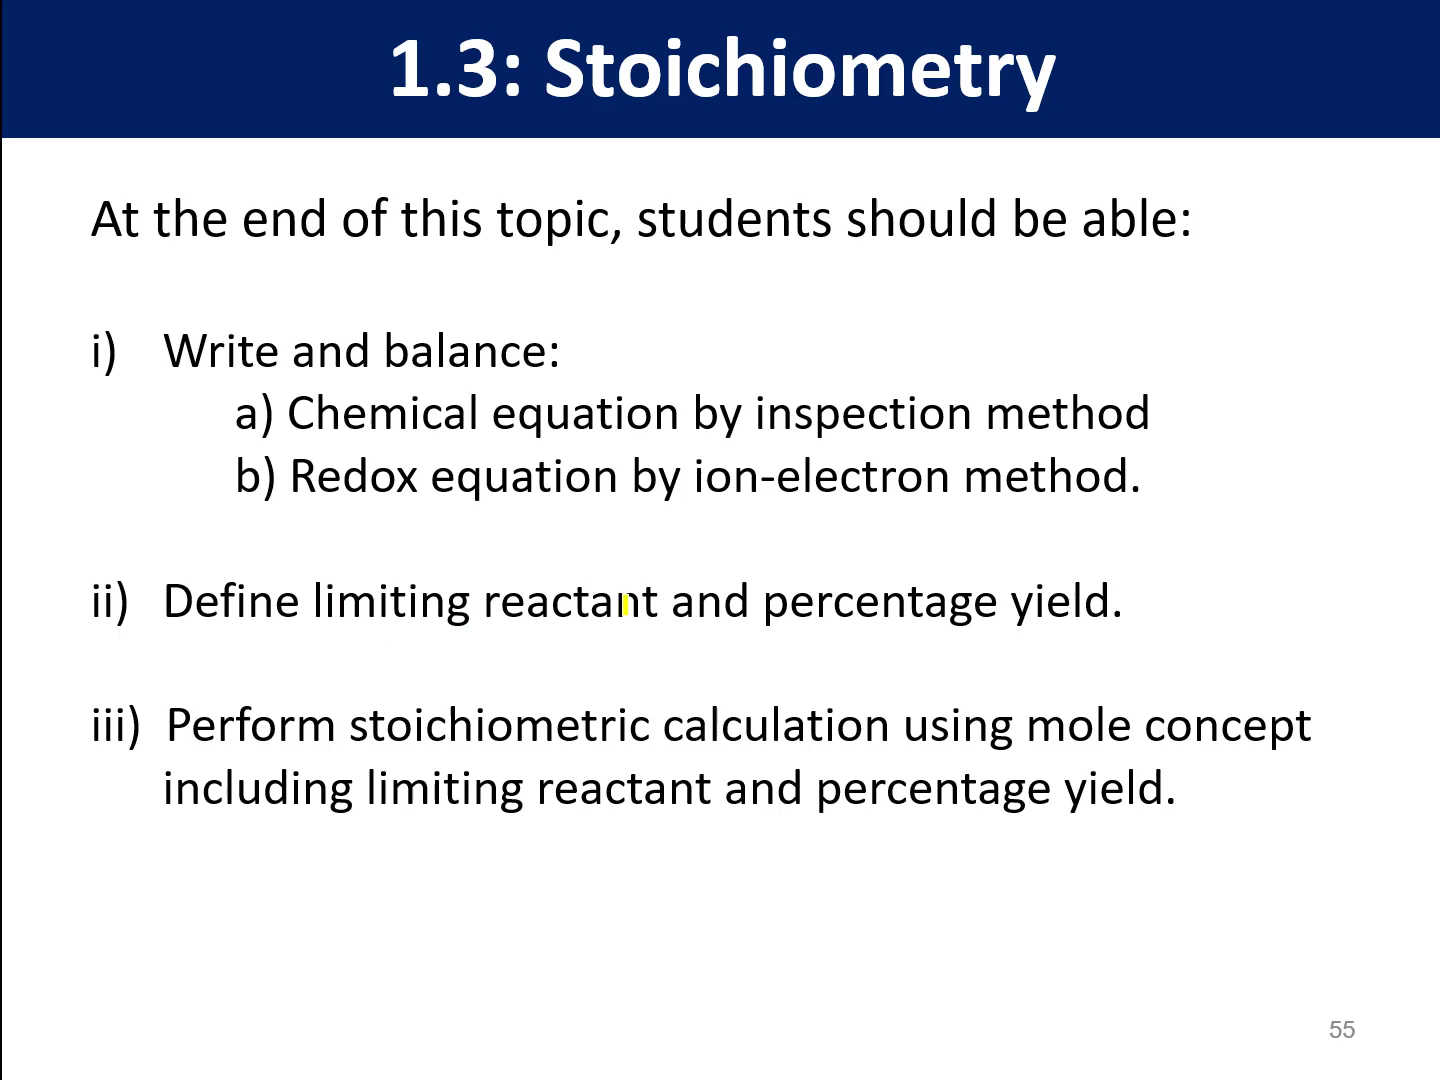 1.3: Stoichiometry
At the end of this topic, students should be able:
i) Write and balance:
a) Chemical equation by inspection method
b) Redox equation by ion-electron method.
ii) Define limiting reactant and percentage yield.
iii) Perform stoichiometric calculation using mole concept
including limiting reactant and percentage yield.
55